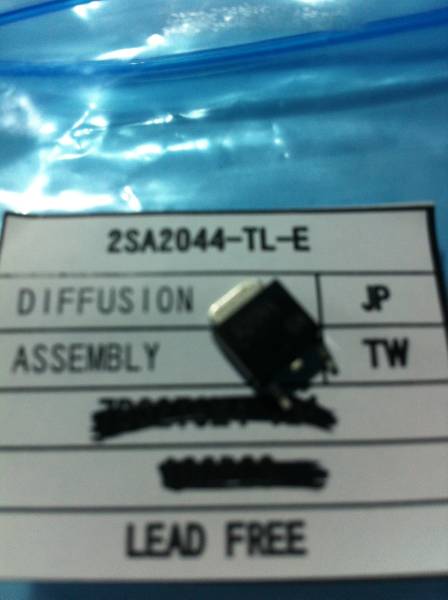 2SA2044-TL-E
DIFFUSION JP
ASSEMBLY TW
LEAD FREE